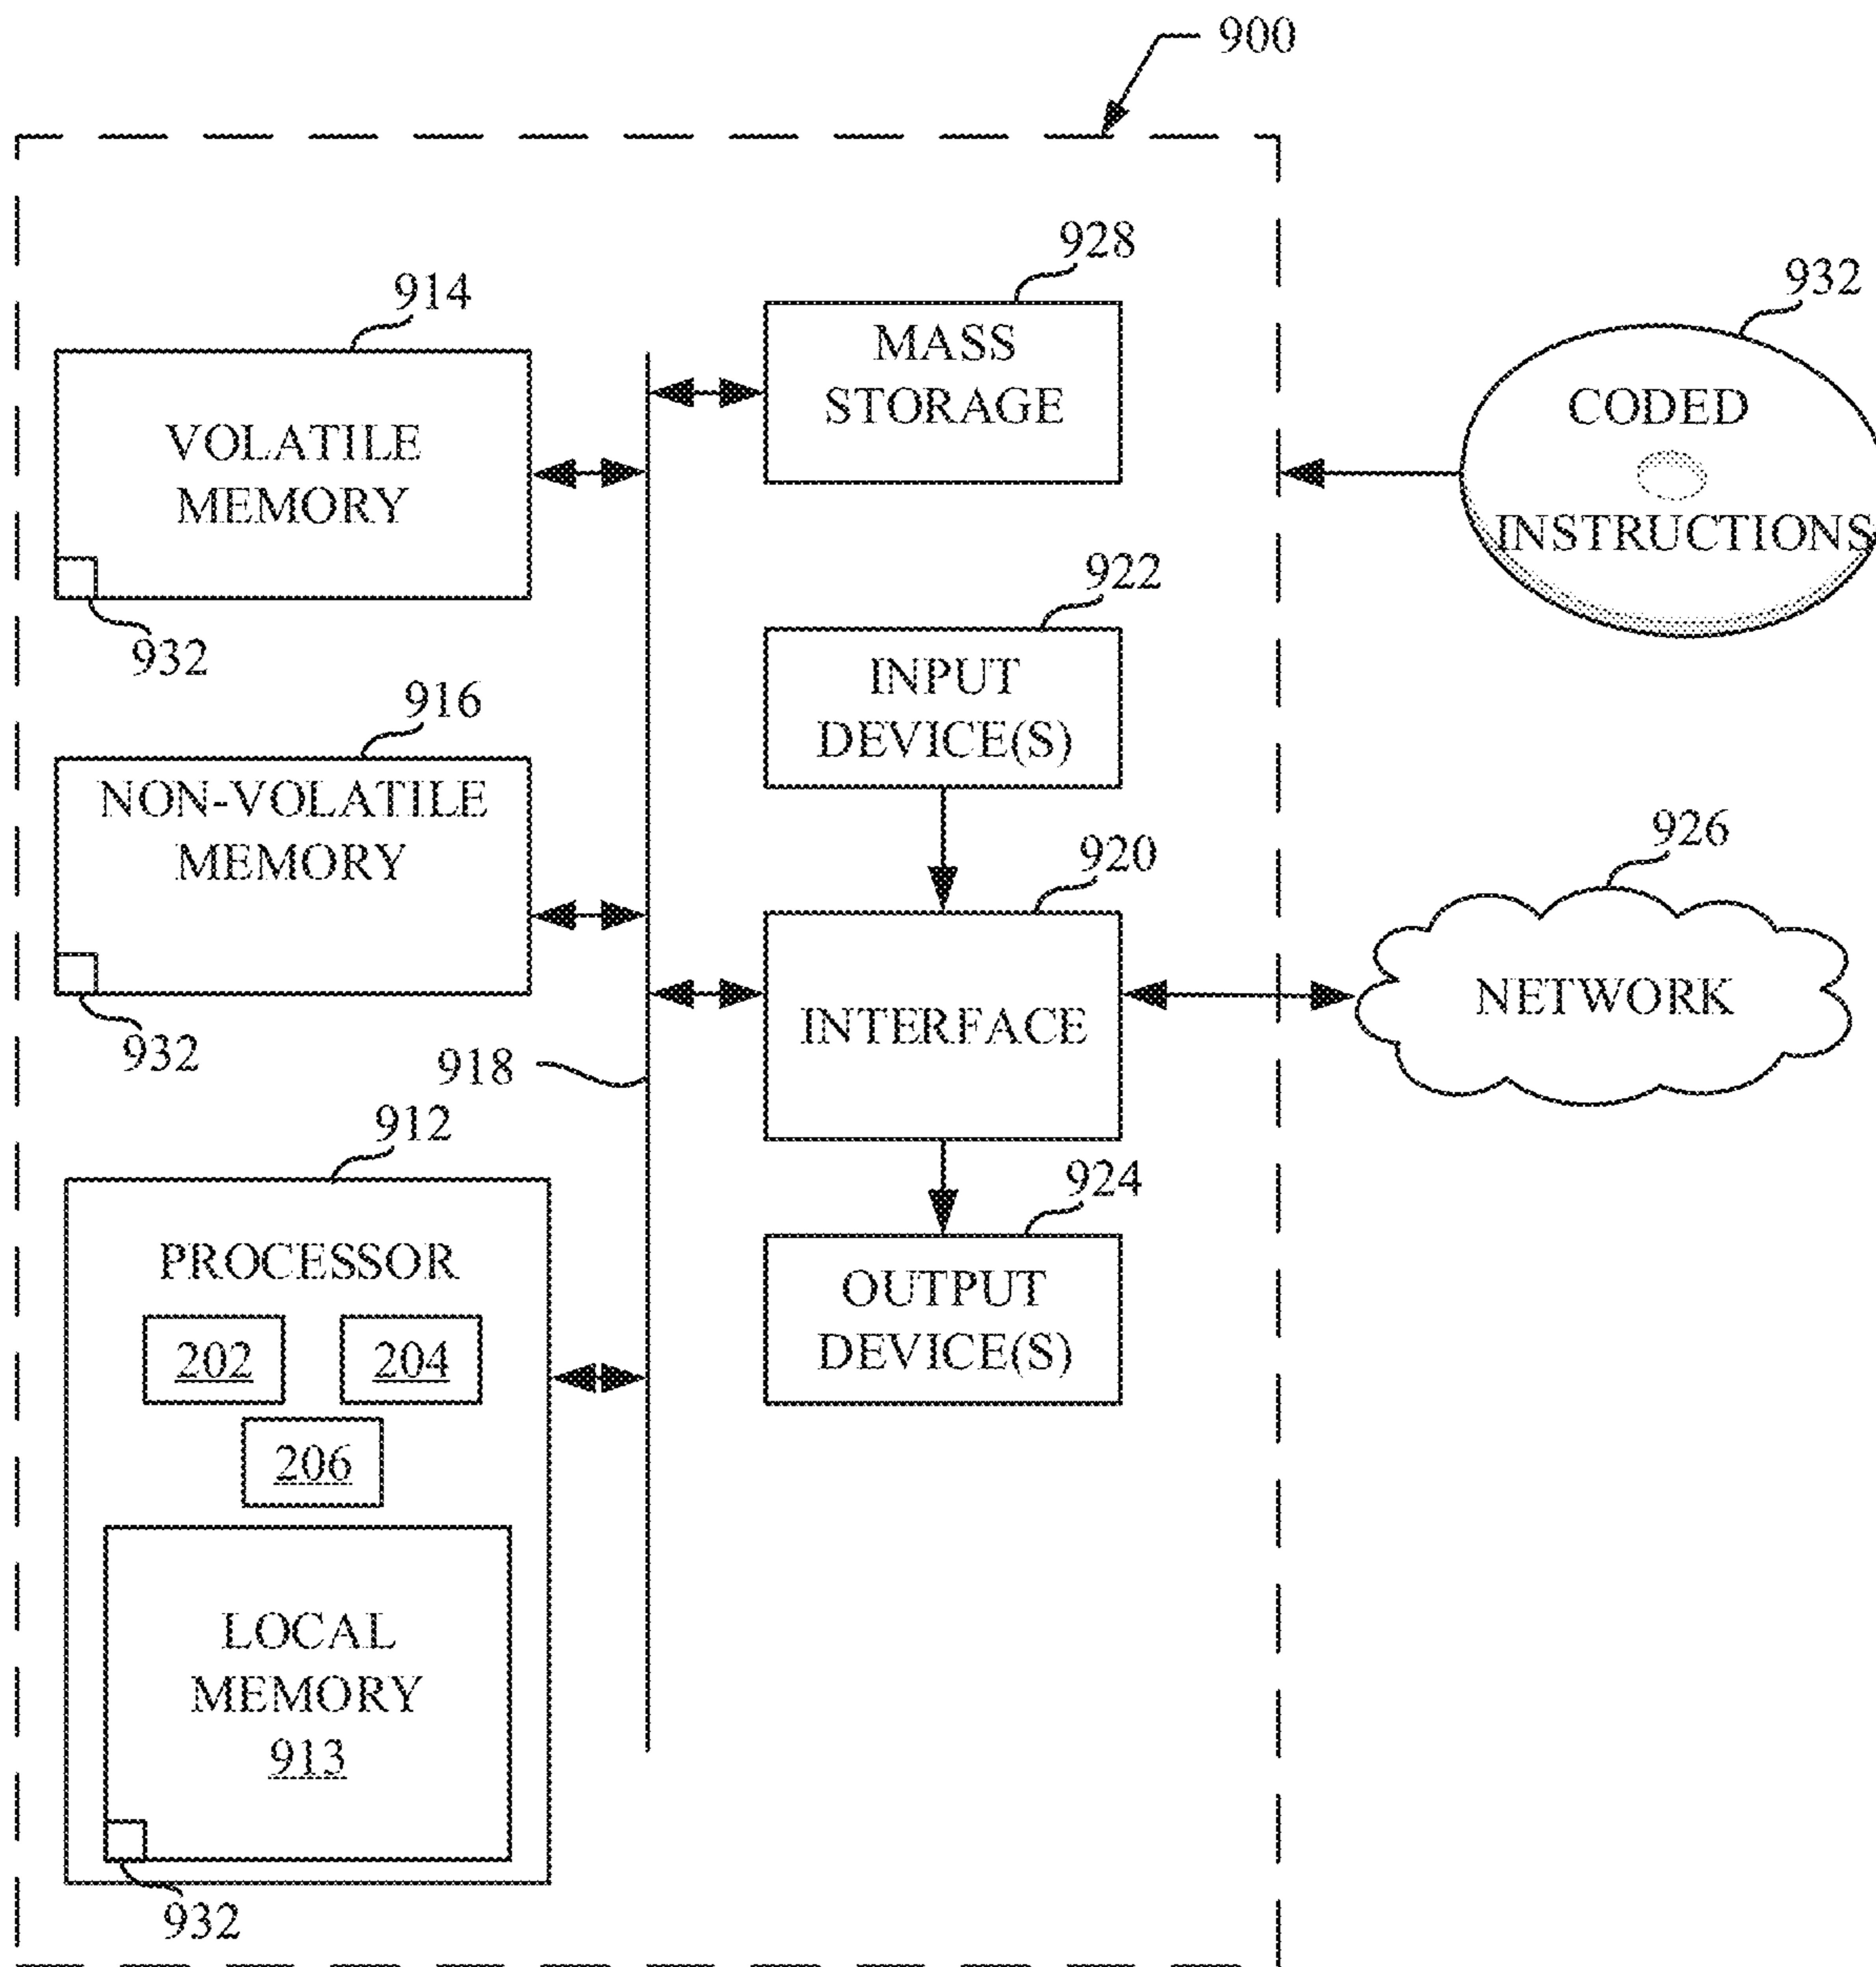 900
928
MASS
STORAGE
914
VOLATILE
MEMORY
932
932
CODED
INSTRUCTIONS
922
INPUT
DEVICE(S)
916
NON-VOLATILE
MEMORY
932
920
INTERFACE
926
NETWORK
918
912
PROCESSOR
202
204
206
LOCAL
MEMORY
913
932
924
OUTPUT
DEVICE(S)